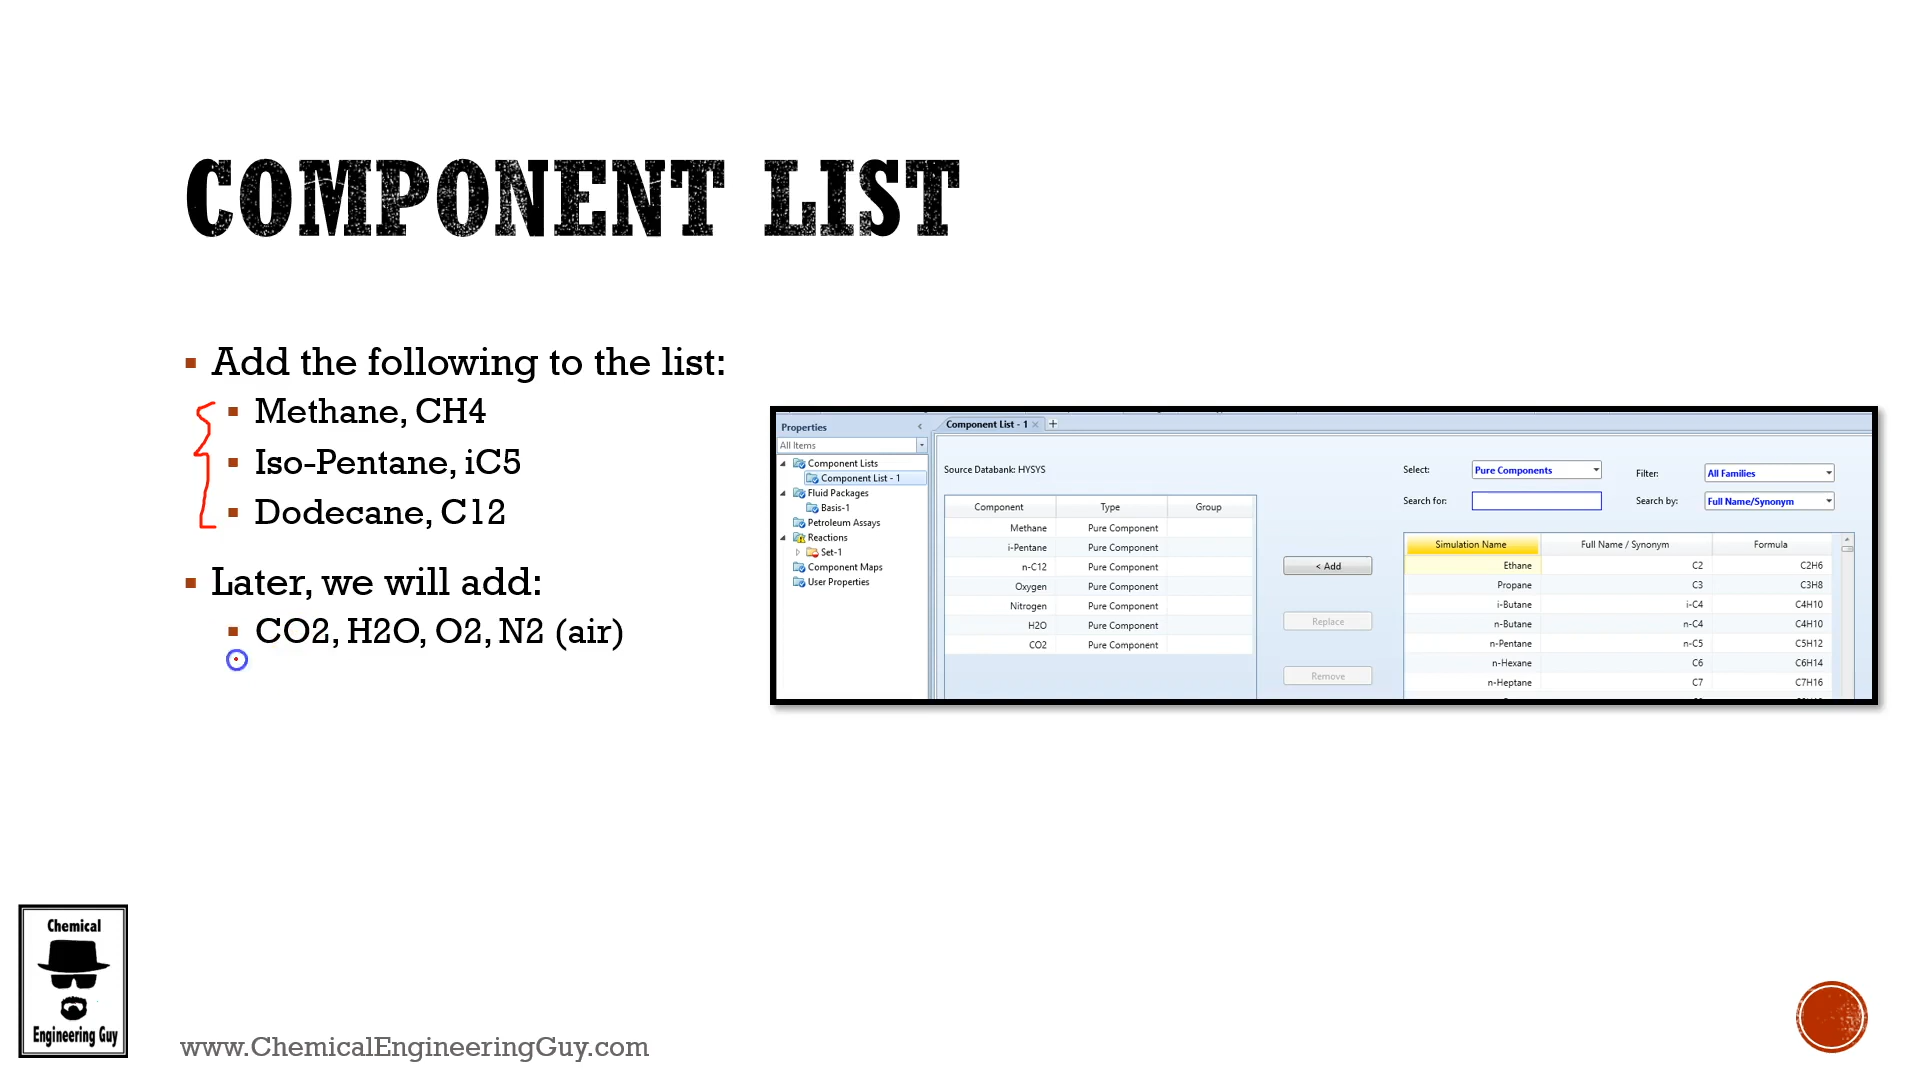 COMPONENT LIST
Add the following to the list:
Methane, CH4
Iso-Pentane, iC5
Dodecane, C12
Later, we will add:
CO2, H2O, O2, N2 (air)
Properties
All Items
Component Lists
Component List - 1
Fluid Packages
Basis-1
Petroleum Assays
Reactions
Set-1
Component Maps
User Properties
Component List - 1
Source Databank: HYSYS
Component Type Group
Methane Pure Component
i-Pentane Pure Component
n-C12 Pure Component
Oxygen Pure Component
Nitrogen Pure Component
H2O Pure Component
CO2 Pure Component
< Add
Replace
Remove
Select: Pure Components Filter: All Families
Search for: Search by: Full Name/Synonym
Simulation Name Full Name / Synonym Formula
Ethane C2 C2H6
Propane C3 C3H8
i-Butane i-C4 C4H10
n-Butane n-C4 C4H10
n-Pentane n-C5 C5H12
n-Hexane C6 C6H14
n-Heptane C7 C7H16
Chemical
Engineering Guy
www.ChemicalEngineeringGuy.com